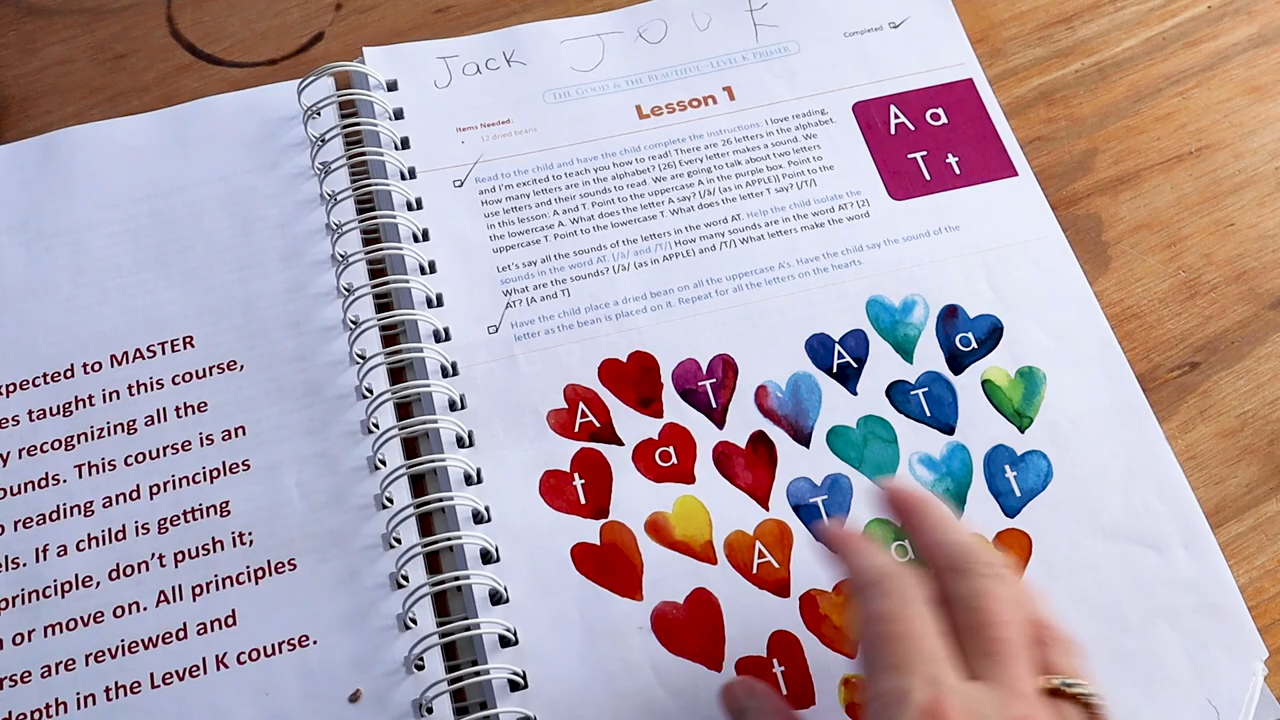 xpected to MASTER
es taught in this course,
y recognizing all the
ounds. This course is an
o reading and principles
els. If a child is getting
principle, don't push it;
n or move on. All principles
rse are reviewed and
depth in the Level K course.
Jack
Completed
THE GOOD & THE BEAUTIFUL—LEVEL K PRIMER
Lesson 1
Items Needed:
• 12 dried beans
Aa
Tt
Read to the child and have the child complete the instructions: I love reading,
and I'm excited to teach you how to read! There are 26 letters in the alphabet.
How many letters are in the alphabet? [26] Every letter makes a sound. We
use letters and their sounds to read. We are going to talk about two letters
in this lesson: A and T. Point to the uppercase A in the purple box. Point to
the lowercase A. What does the letter A say? [/ă/ (as in APPLE)] Point to the
uppercase T. Point to the lowercase T. What does the letter T say? [/T/]
Let's say all the sounds of the letters in the word AT. Help the child isolate the
sounds in the word AT. [/ă/ and /T/] How many sounds are in the word AT? [2]
What are the sounds? [/ă/ (as in APPLE) and /T/] What letters make the word
AT? [A and T]
Have the child place a dried bean on all the uppercase A's. Have the child say the sound of the
letter as the bean is placed on it. Repeat for all the letters on the hearts.
A a
A T T
t a T t
A a
t